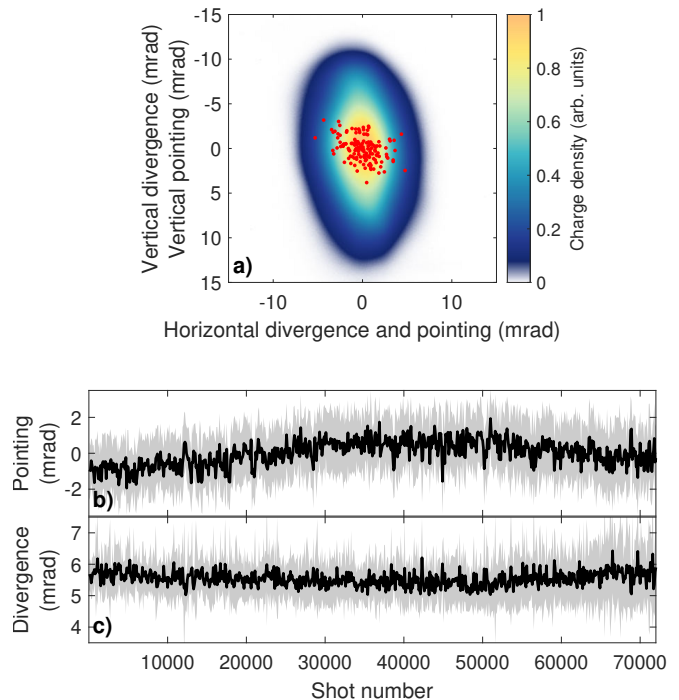 -15
-10
-5
0
5
10
15
Vertical divergence (mrad)
Vertical pointing (mrad)
a)
-10 0 10
Horizontal divergence and pointing (mrad)
1
0.8
0.6
0.4
0.2
0
Charge density (arb. units)
2
0
-2
Pointing
(mrad)
b)
7
6
5
4
Divergence
(mrad)
c)
10000 20000 30000 40000 50000 60000 70000
Shot number